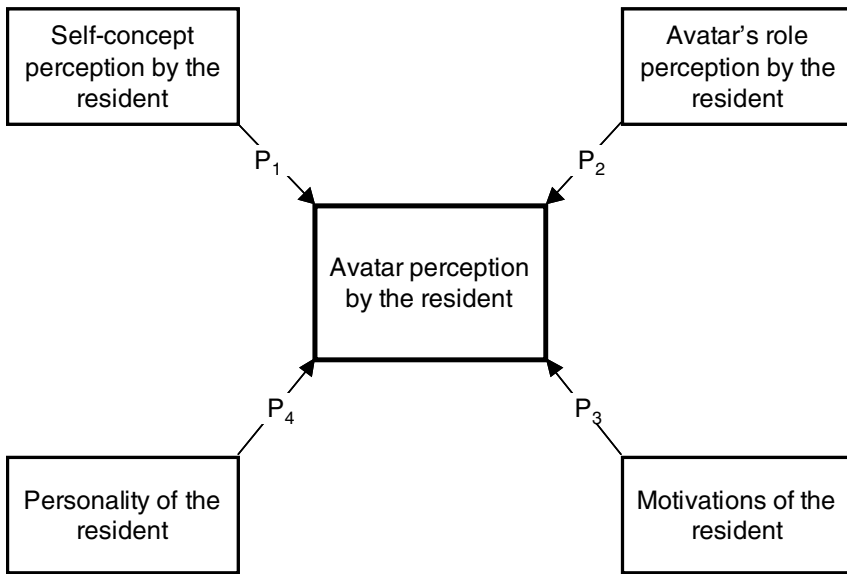 Self-concept
perception by the
resident
Avatar’s role
perception by the
resident
P1
P2
Avatar perception
by the resident
P4
P3
Personality of the
resident
Motivations of the
resident